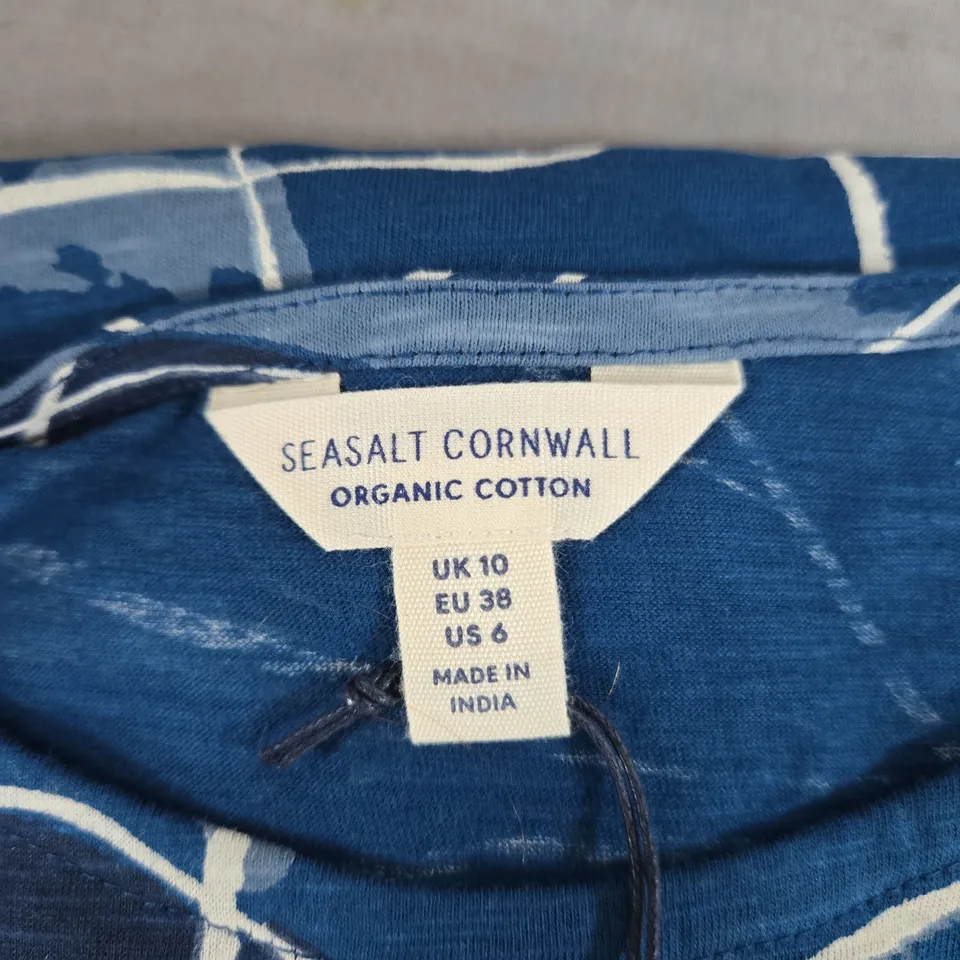 SEASALT CORNWALL
ORGANIC COTTON
UK 10
EU 38
US 6
MADE IN
INDIA